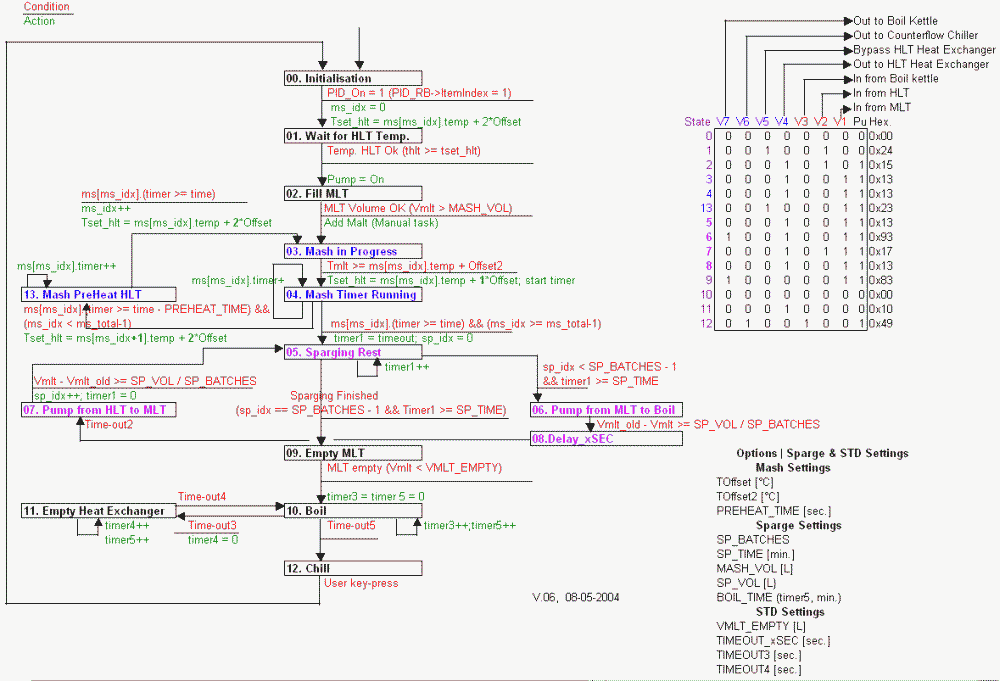 Condition
Action
00. Initialisation
PID_On = 1 (PID_RB->ItemIndex = 1)
ms_idx = 0
Tset_hlt = ms[ms_idx].temp + 2*Offset
01. Wait for HLT Temp.
Temp. HLT Ok (thlt >= tset_hlt)
Pump = On
02. Fill MLT
MLT Volume OK (Vmlt > MASH_VOL)
Add Malt (Manual task)
ms[ms_idx].(timer >= time)
ms_idx++
Tset_hlt = ms[ms_idx].temp + 2*Offset
03. Mash in Progress
Tmlt >= ms[ms_idx].temp + Offset2
Tset_hlt = ms[ms_idx].temp + 1*Offset; start timer
ms[ms_idx].timer++
ms[ms_idx].timer+
13. Mash PreHeat HLT
04. Mash Timer Running
ms[ms_idx].(timer >= time - PREHEAT_TIME) &&
(ms_idx < ms_total-1)
Tset_hlt = ms[ms_idx+1].temp + 2*Offset
ms[ms_idx].(timer >= time) && (ms_idx >= ms_total-1)
timer1 = timeout; sp_idx = 0
05. Sparging Rest
timer1++
sp_idx < SP_BATCHES - 1
&& timer1 >= SP_TIME
Vmlt - Vmlt_old >= SP_VOL / SP_BATCHES
sp_idx++; timer1 = 0
Sparging Finished
(sp_idx == SP_BATCHES - 1 && Timer1 >= SP_TIME)
07. Pump from HLT to MLT
06. Pump from MLT to Boil
Time-out2
Vmlt_old - Vmlt >= SP_VOL / SP_BATCHES
08.Delay_xSEC
09. Empty MLT
MLT empty (Vmlt < VMLT_EMPTY)
timer3 = timer 5 = 0
Time-out4
11. Empty Heat Exchanger
10. Boil
timer4++
timer5++
Time-out3
timer4 = 0
Time-out5
timer3++;timer5++
12. Chill
User key-press
V.06, 08-05-2004
Out to Boil Kettle
Out to Counterflow Chiller
Bypass HLT Heat Exchanger
Out to HLT Heat Exchanger
In from Boil kettle
In from HLT
In from MLT
State V7 V6 V5 V4 V3 V2 V1 Pu Hex.
0 0 0 0 0 0 0 0 0 0x00
1 0 0 1 0 0 1 0 0 0x24
2 0 0 0 1 0 1 0 1 0x15
3 0 0 0 1 0 0 1 1 0x13
4 0 0 0 1 0 0 1 1 0x13
13 0 0 1 0 0 0 1 1 0x23
5 0 0 0 1 0 0 1 1 0x13
6 1 0 0 1 0 0 1 1 0x93
7 0 0 0 1 0 1 1 1 0x17
8 0 0 0 1 0 0 1 1 0x13
9 1 0 0 0 0 0 1 1 0x83
10 0 0 0 0 0 0 0 0 0x00
11 0 0 0 1 0 0 0 0 0x10
12 0 1 0 0 1 0 0 1 0x49
Options | Sparge & STD Settings
Mash Settings
TOffset [°C]
TOffset2 [°C]
PREHEAT_TIME [sec.]
Sparge Settings
SP_BATCHES
SP_TIME [min.]
MASH_VOL [L]
SP_VOL [L]
BOIL_TIME (timer5, min.)
STD Settings
VMLT_EMPTY [L]
TIMEOUT_xSEC [sec.]
TIMEOUT3 [sec.]
TIMEOUT4 [sec.]